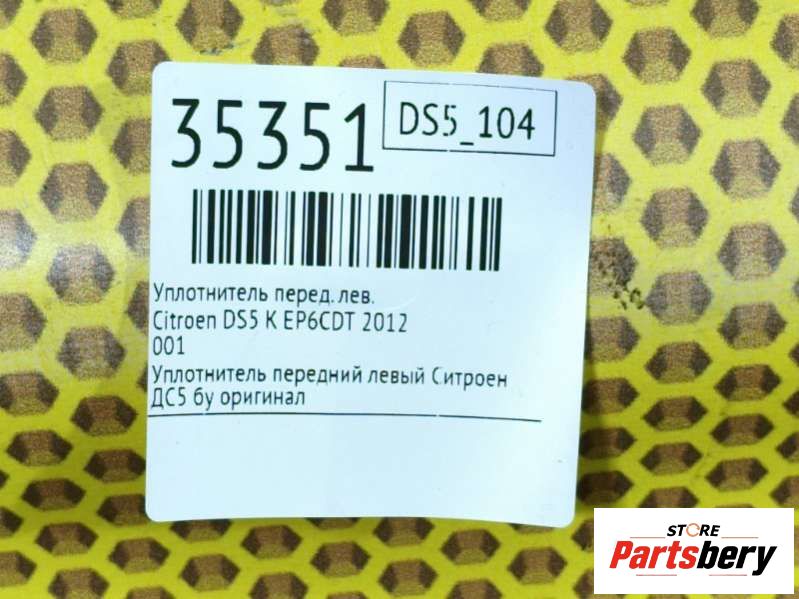 35351
DS5_104
Уплотнитель перед. лев.
Citroen DS5 K EP6CDT 2012
001
Уплотнитель передний левый Ситроен
ДС5 бу оригинал
STORE
Partsbery